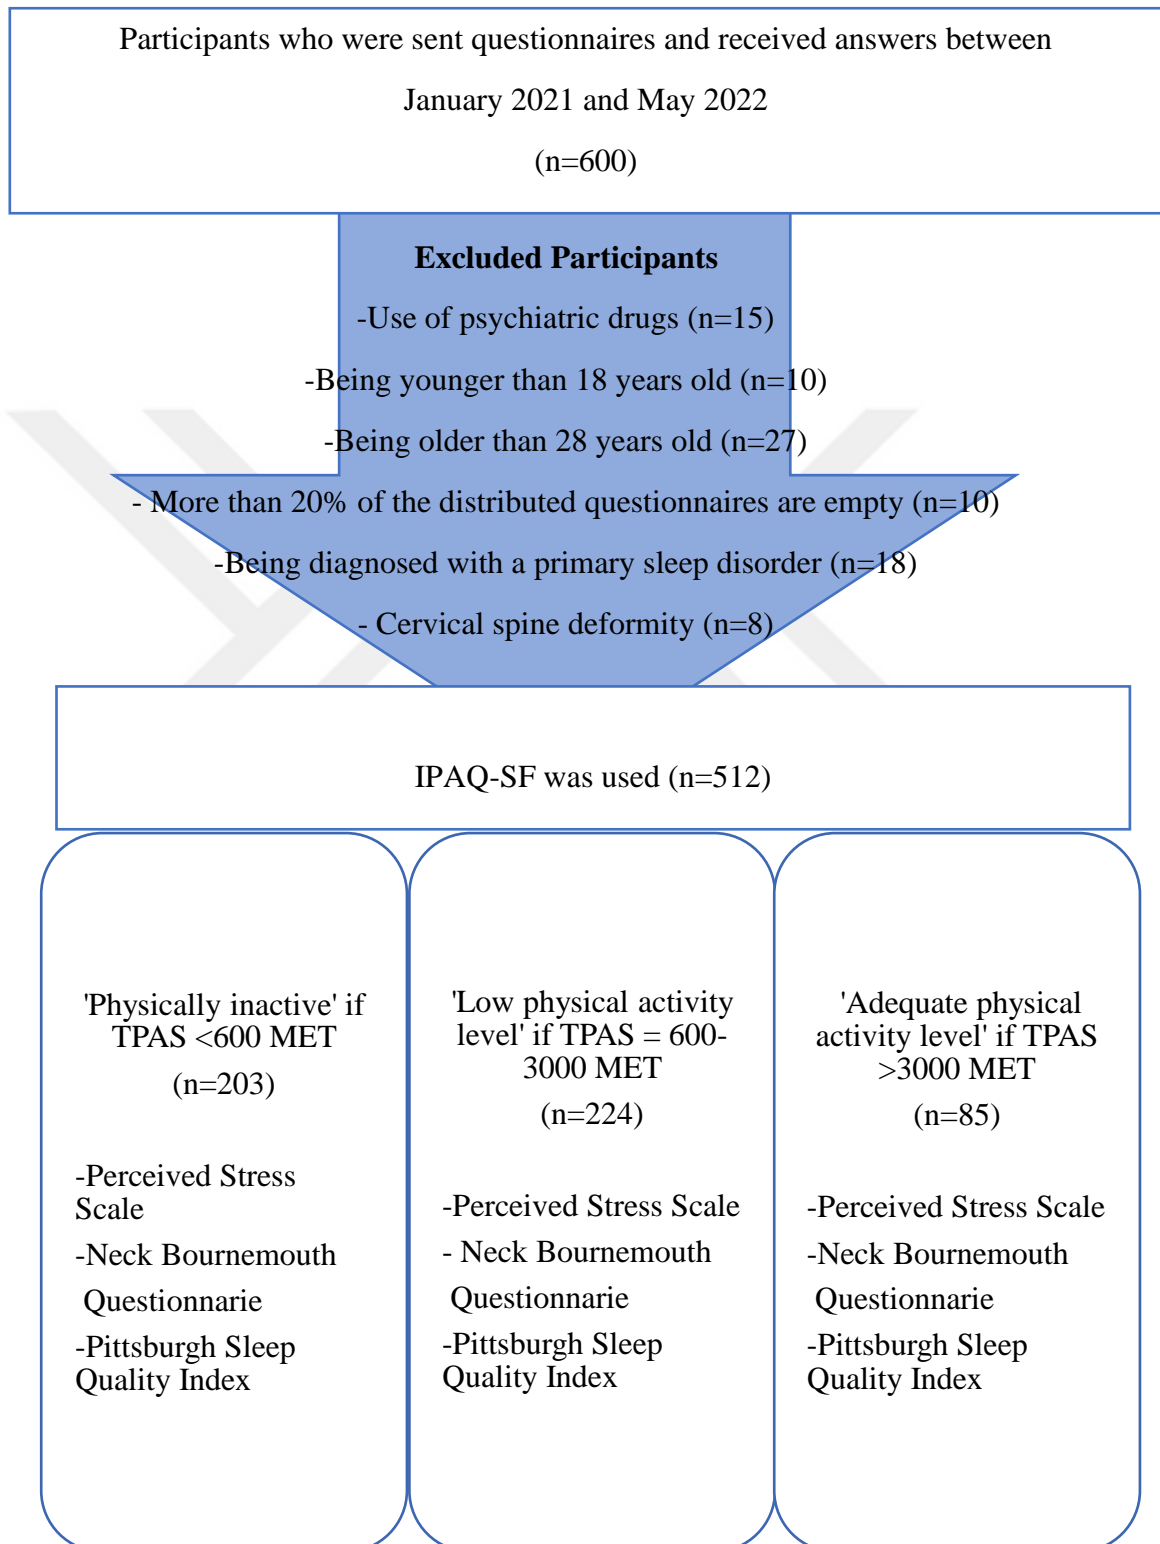 Participants who were sent questionnaires and received answers between
January 2021 and May 2022
(n=600)
Excluded Participants
-Use of psychiatric drugs (n=15)
-Being younger than 18 years old (n=10)
-Being older than 28 years old (n=27)
- More than 20% of the distributed questionnaires are empty (n=10)
-Being diagnosed with a primary sleep disorder (n=18)
- Cervical spine deformity (n=8)
IPAQ-SF was used (n=512)
'Physically inactive' if
TPAS <600 MET
(n=203)
-Perceived Stress
Scale
-Neck Bournemouth
Questionnarie
-Pittsburgh Sleep
Quality Index
'Low physical activity
level' if TPAS = 600-
3000 MET
(n=224)
-Perceived Stress Scale
- Neck Bournemouth
Questionnarie
-Pittsburgh Sleep
Quality Index
'Adequate physical
activity level' if TPAS
>3000 MET
(n=85)
-Perceived Stress Scale
-Neck Bournemouth
Questionnarie
-Pittsburgh Sleep
Quality Index